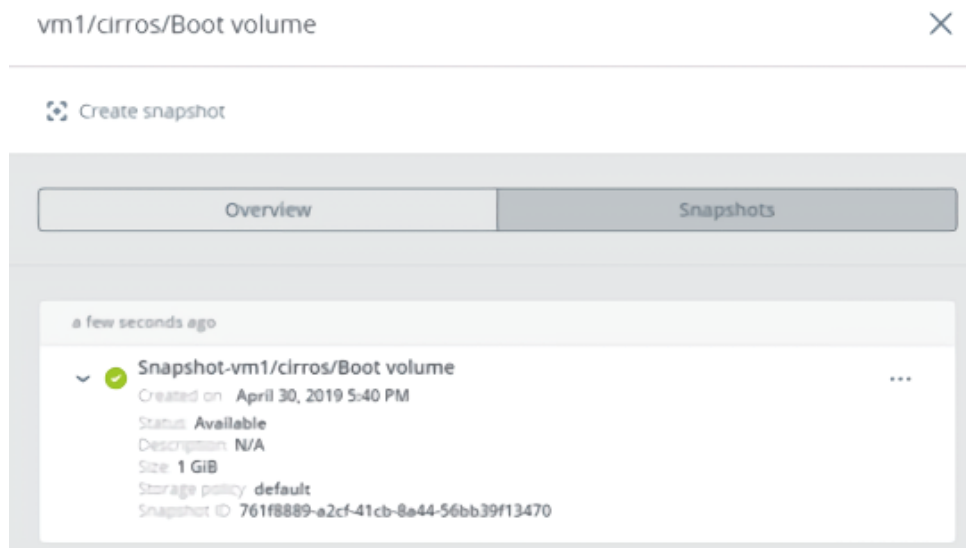 vm1/cirros/Boot volume
Create snapshot
Overview
Snapshots
a few seconds ago
Snapshot-vm1/cirros/Boot volume
Created on April 30, 2019 5:40 PM
Status Available
Description N/A
Size 1 GiB
Storage policy default
Snapshot ID 761f8889-a2cf-41cb-8a44-56bb39f13470